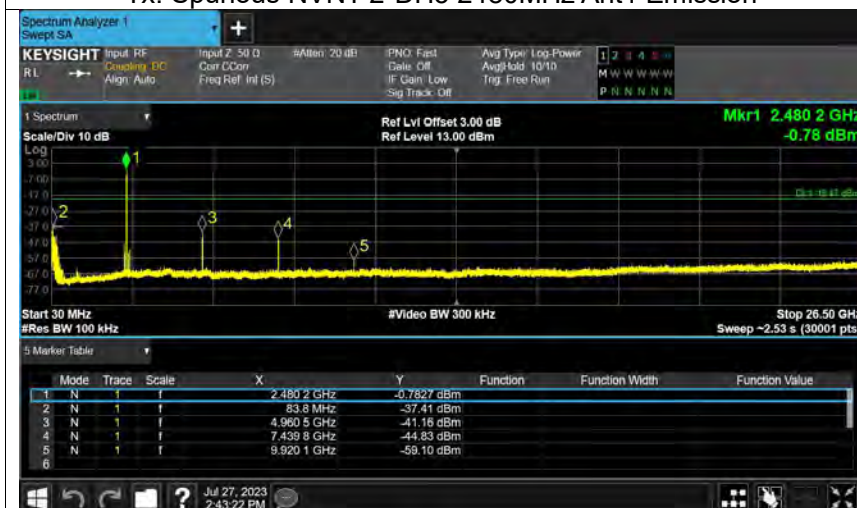 Tx. Spurious NVNT 2-DH5 2480MHz Ant1 Emission
Spectrum Analyzer 1
Swept SA
+
KEYSIGHT Input: RF Input Z: 50 Ω #Atten: 20 dB PNO: Fast Avg Type: Log-Power 1 2 3 4 5 6
RL Coupling: DC Corr CCorr Gate: Off Avg|Hold: 10/10 M W W W W W
Align: Auto Freq Ref: Int (S) IF Gain: Low Trig: Free Run
Sig Track: Off P N N N N N
1 Spectrum Ref Lvl Offset 3.00 dB Mkr1 2.480 2 GHz
Scale/Div 10 dB Ref Level 13.00 dBm -0.78 dBm
Log
3.00
-7.00
-17.0
-27.0
-37.0
-47.0
-57.0
-67.0
-77.0
1
2
3
4
5
Start 30 MHz #Video BW 300 kHz Stop 26.50 GHz
#Res BW 100 kHz Sweep ~2.53 s (30001 pts
5 Marker Table
Mode Trace Scale X Y Function Function Width Function Value
1 N 1 f 2.480 2 GHz -0.7827 dBm
2 N 1 f 83.8 MHz -37.41 dBm
3 N 1 f 4.960 5 GHz -41.16 dBm
4 N 1 f 7.439 8 GHz -44.83 dBm
5 N 1 f 9.920 1 GHz -59.10 dBm
6
? Jul 27, 2023
2:43:22 PM